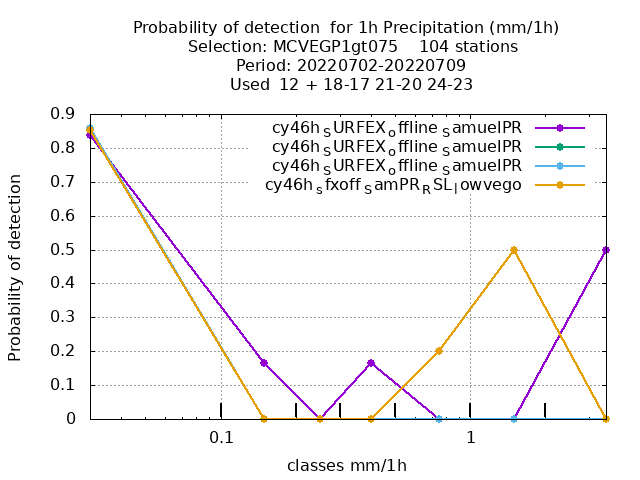 Probability of detection  for 1h Precipitation (mm/1h)
Selection: MCVEGP1gt075    104 stations
Period: 20220702-20220709
Used  12 + 18-17 21-20 24-23
cy46h_SURFEX_offline_SamuelPR
cy46h_SURFEX_offline_SamuelPR
cy46h_SURFEX_offline_SamuelPR
cy46h_sfxoff_SamPR_RSL_lowvego
Probability of detection
0.9
0.8
0.7
0.6
0.5
0.4
0.3
0.2
0.1
0
0.1 1
classes mm/1h